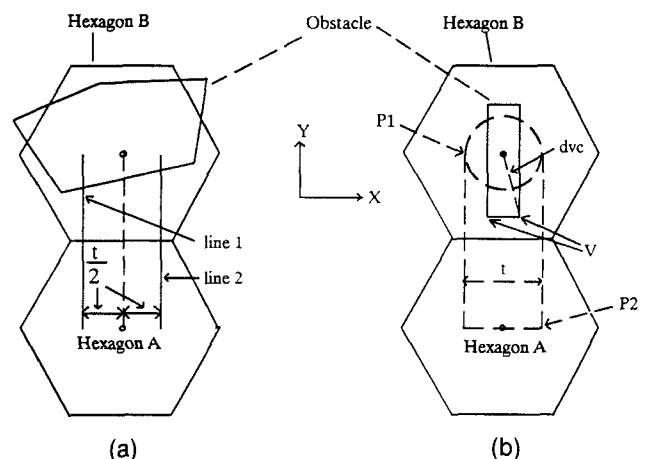 Hexagon B
Obstacle
Hexagon B
P1
Y
dvc
X
line 1
V
t
2
line 2
t
P2
Hexagon A
Hexagon A
(a)
(b)